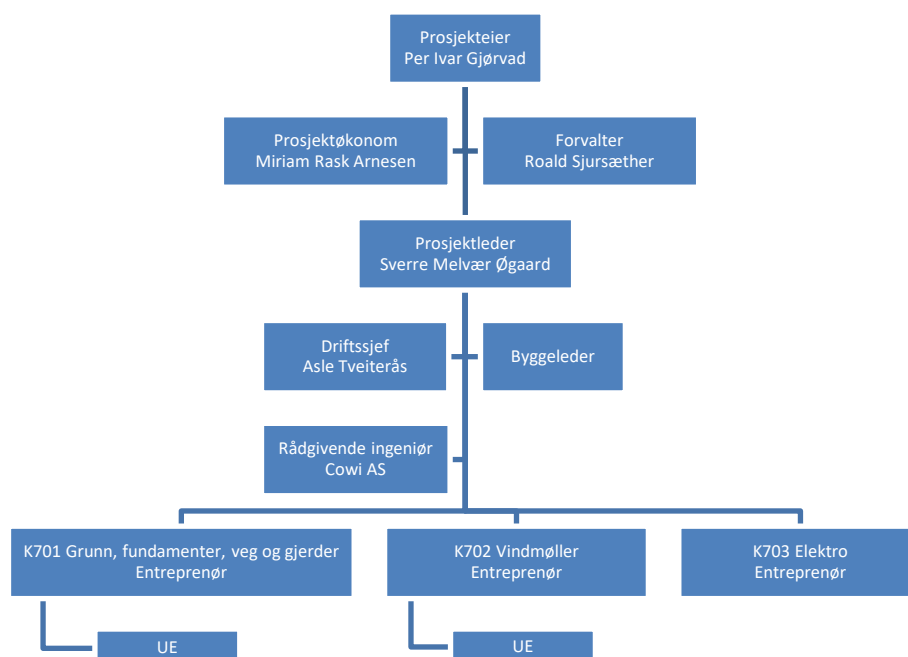 Prosjekteier
Per Ivar Gjørvad
Prosjektøkonom
Miriam Rask Arnesen
Forvalter
Roald Sjursæther
Prosjektleder
Sverre Melvær Øgaard
Driftssjef
Asle Tveiterås
Byggeleder
Rådgivende ingeniør
Cowi AS
K701 Grunn, fundamenter, veg og gjerder
Entreprenør
K702 Vindmøller
Entreprenør
K703 Elektro
Entreprenør
UE
UE